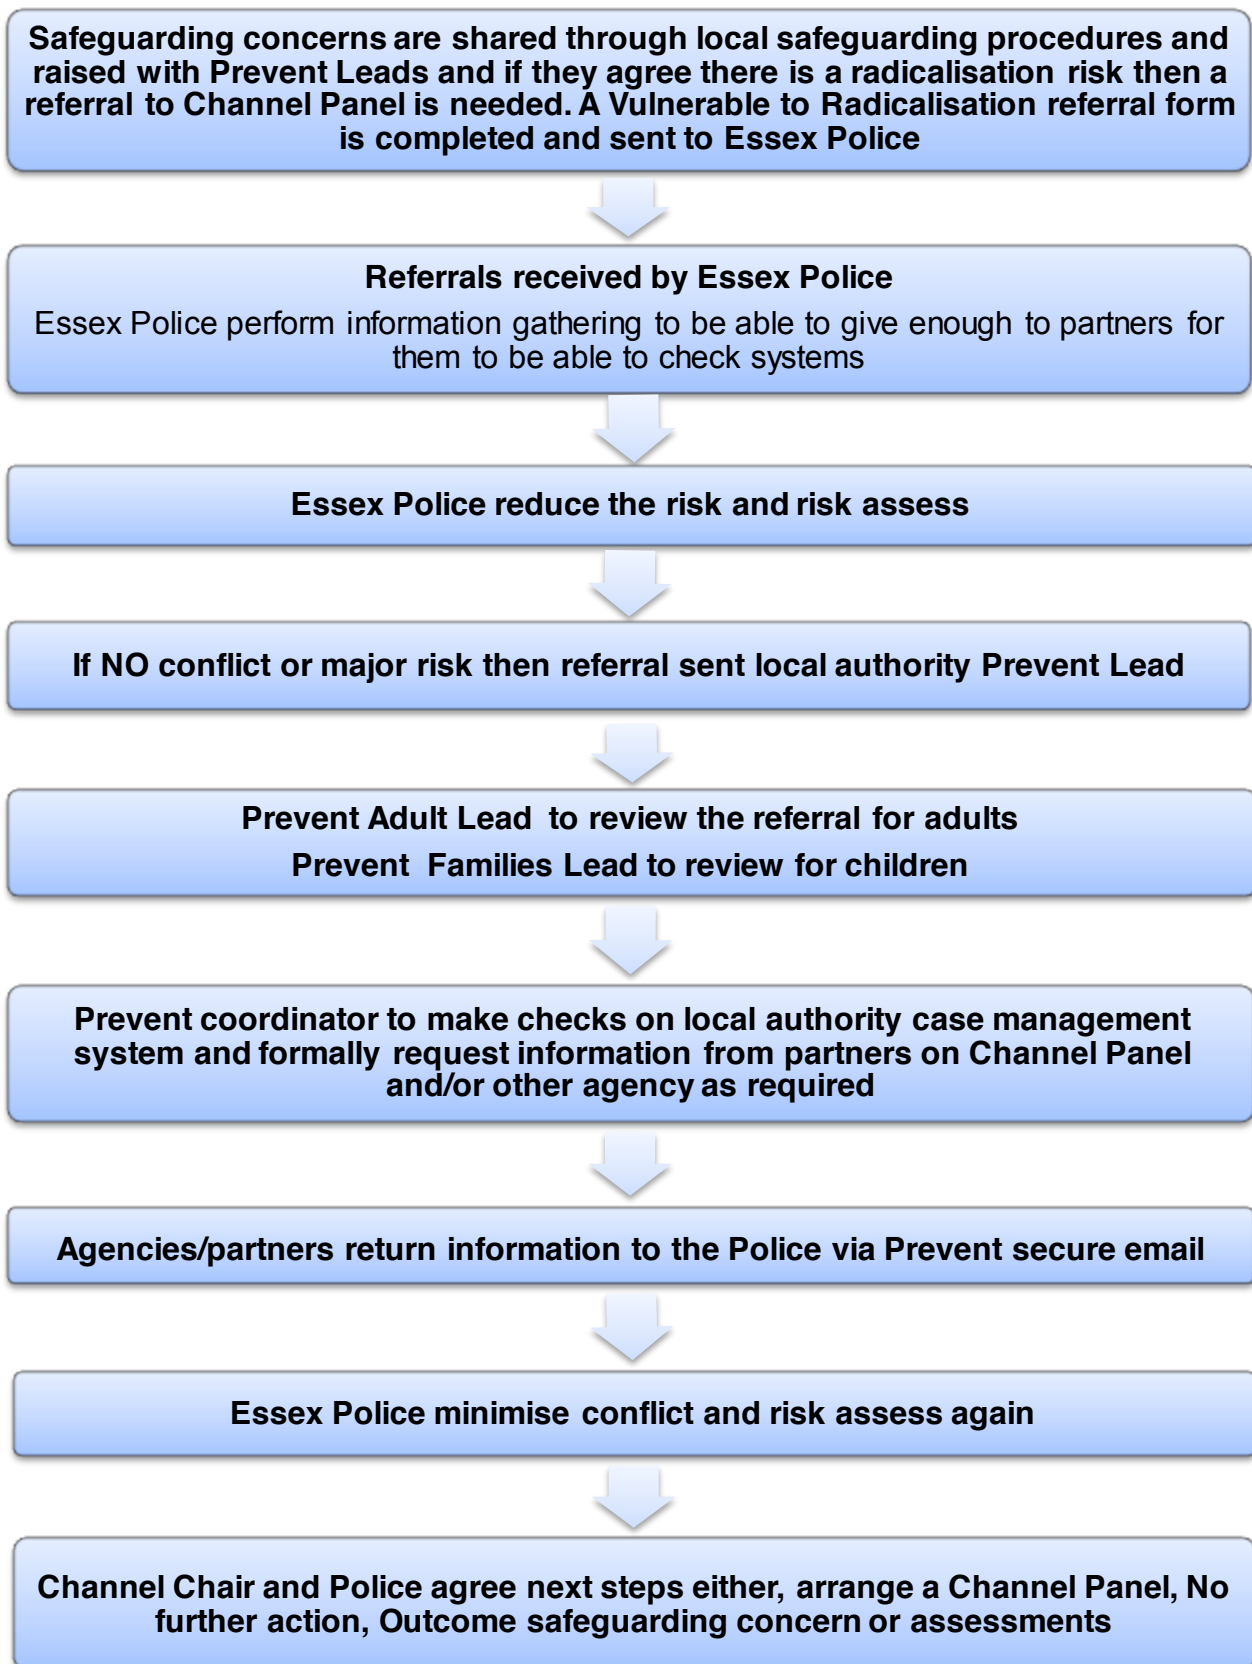 Safeguarding concerns are shared through local safeguarding procedures and
raised with Prevent Leads and if they agree there is a radicalisation risk then a
referral to Channel Panel is needed. A Vulnerable to Radicalisation referral form
is completed and sent to Essex Police
Referrals received by Essex Police
Essex Police perform information gathering to be able to give enough to partners for
them to be able to check systems
Essex Police reduce the risk and risk assess
If NO conflict or major risk then referral sent local authority Prevent Lead
Prevent Adult Lead to review the referral for adults
Prevent Families Lead to review for children
Prevent coordinator to make checks on local authority case management
system and formally request information from partners on Channel Panel
and/or other agency as required
Agencies/partners return information to the Police via Prevent secure email
Essex Police minimise conflict and risk assess again
Channel Chair and Police agree next steps either, arrange a Channel Panel, No
further action, Outcome safeguarding concern or assessments